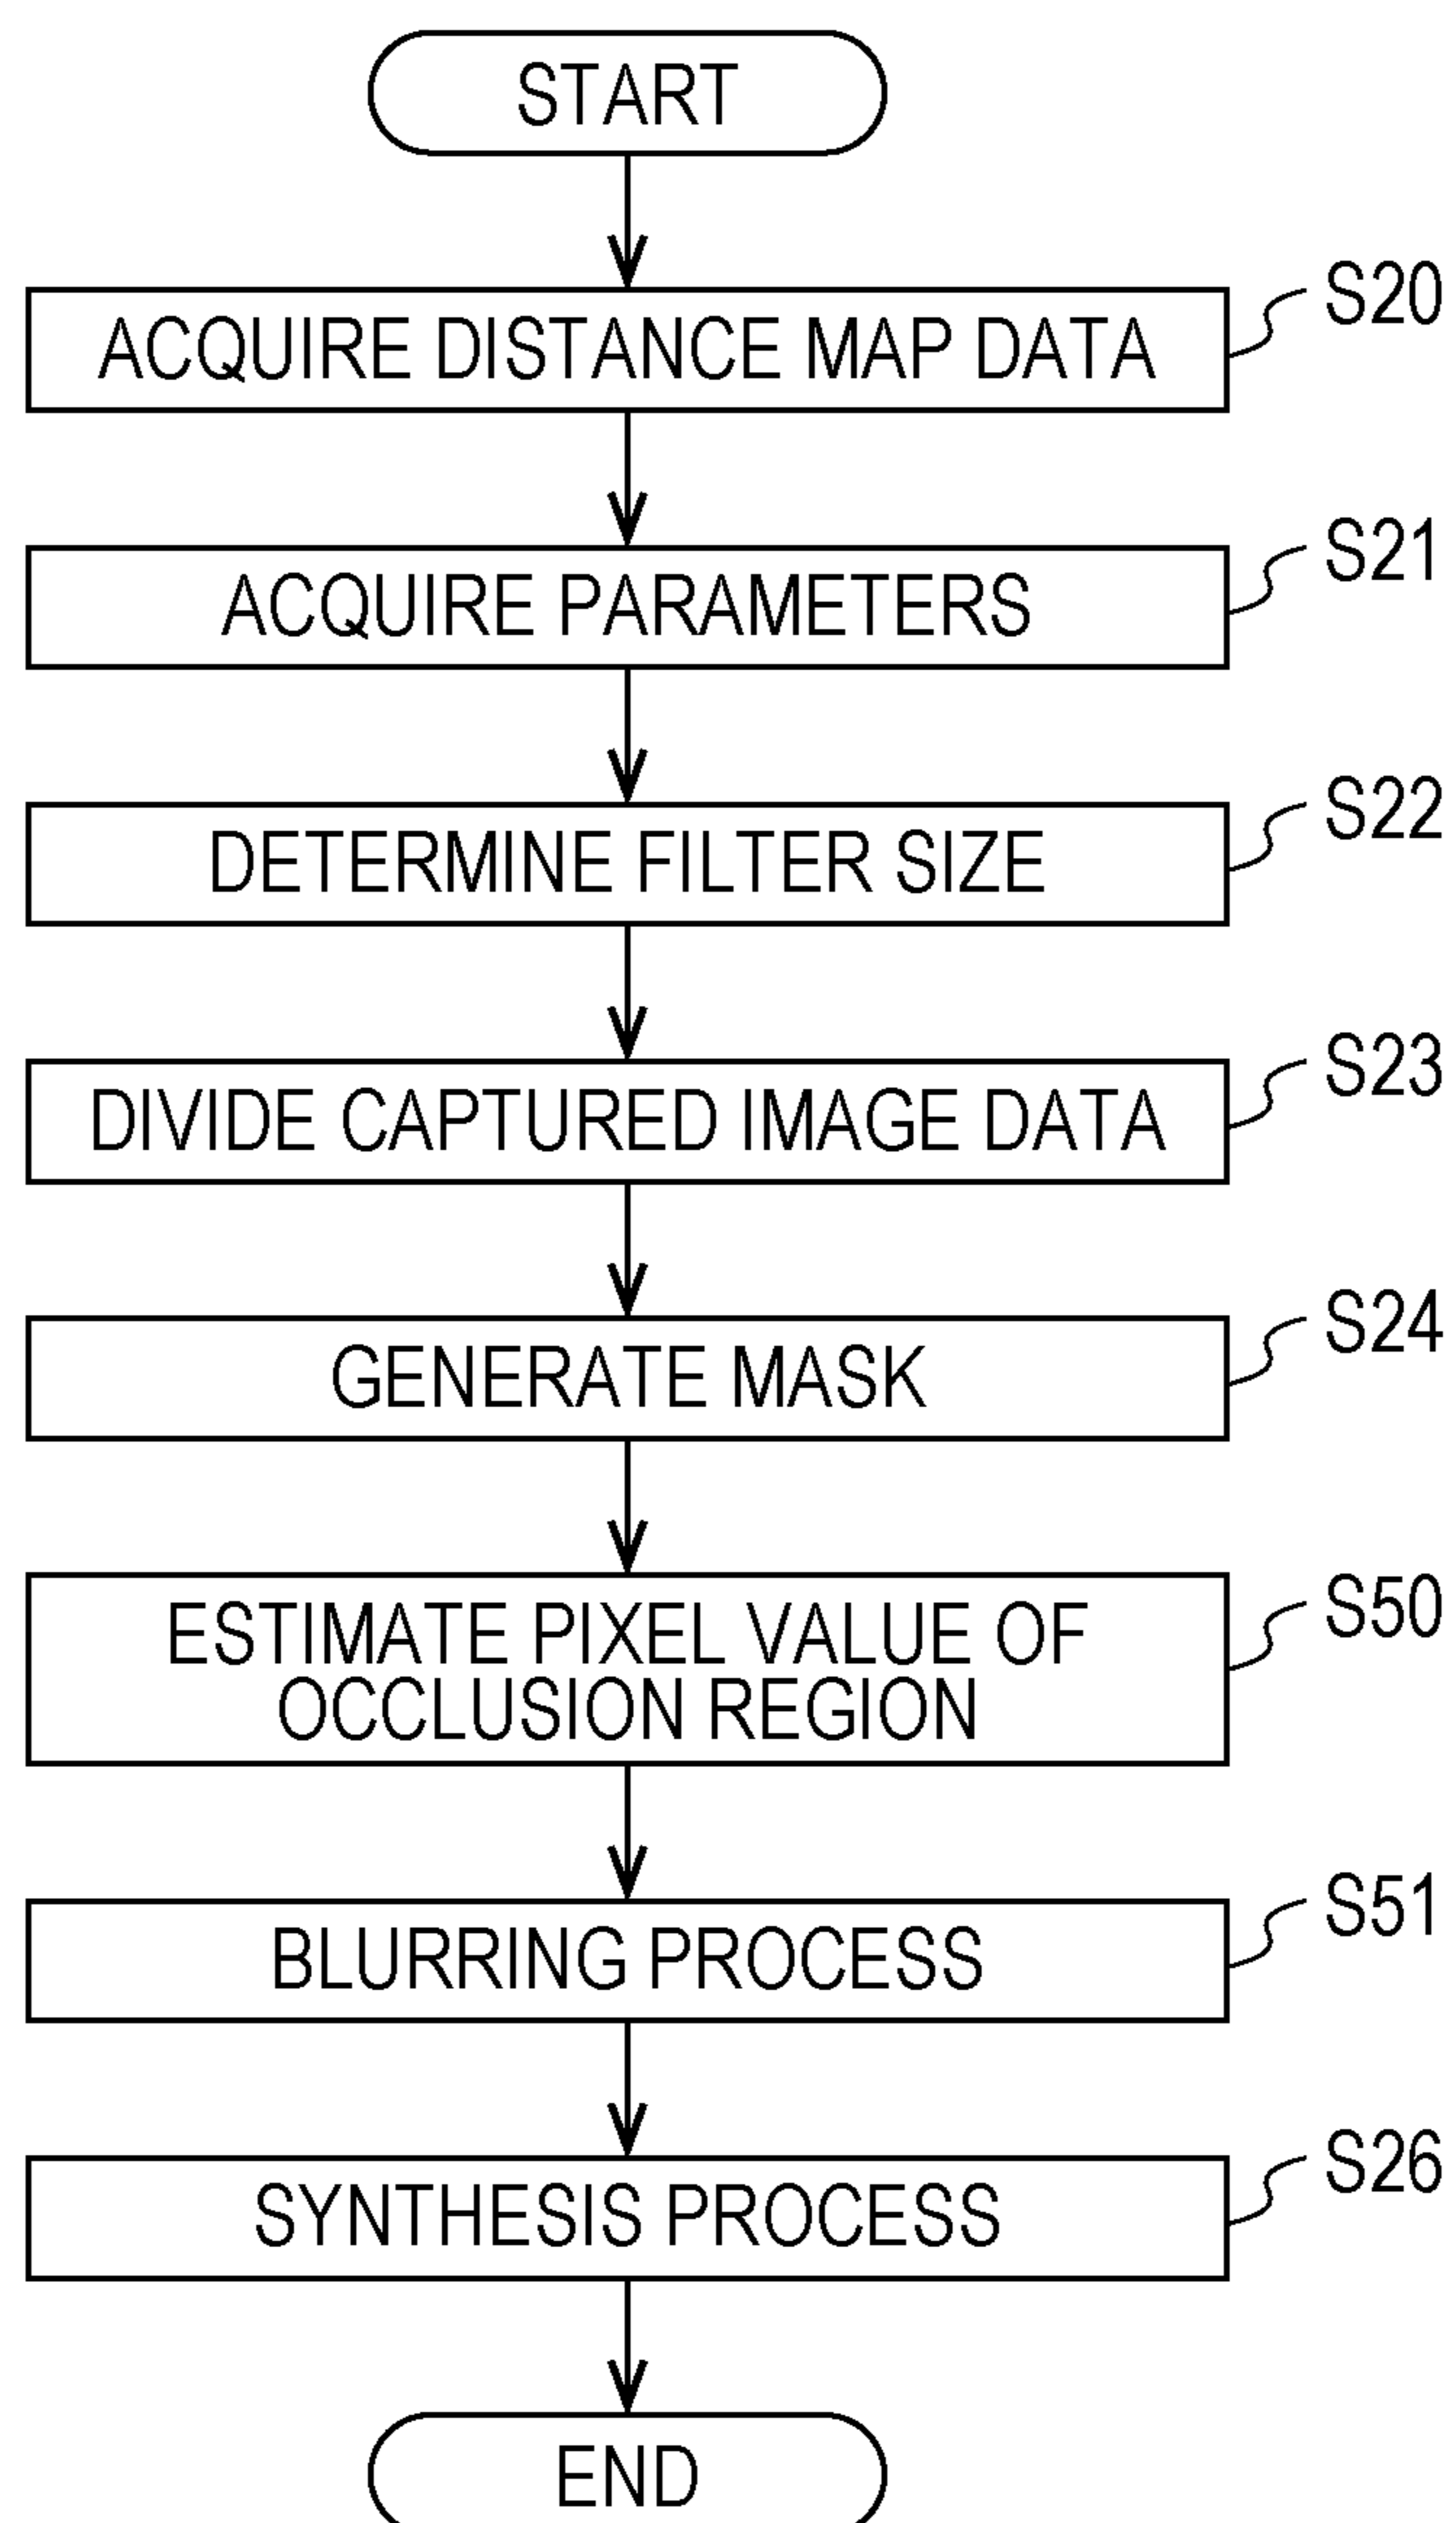 START
ACQUIRE DISTANCE MAP DATA
S20
ACQUIRE PARAMETERS
S21
DETERMINE FILTER SIZE
S22
DIVIDE CAPTURED IMAGE DATA
S23
GENERATE MASK
S24
ESTIMATE PIXEL VALUE OF
OCCLUSION REGION
S50
BLURRING PROCESS
S51
SYNTHESIS PROCESS
S26
END